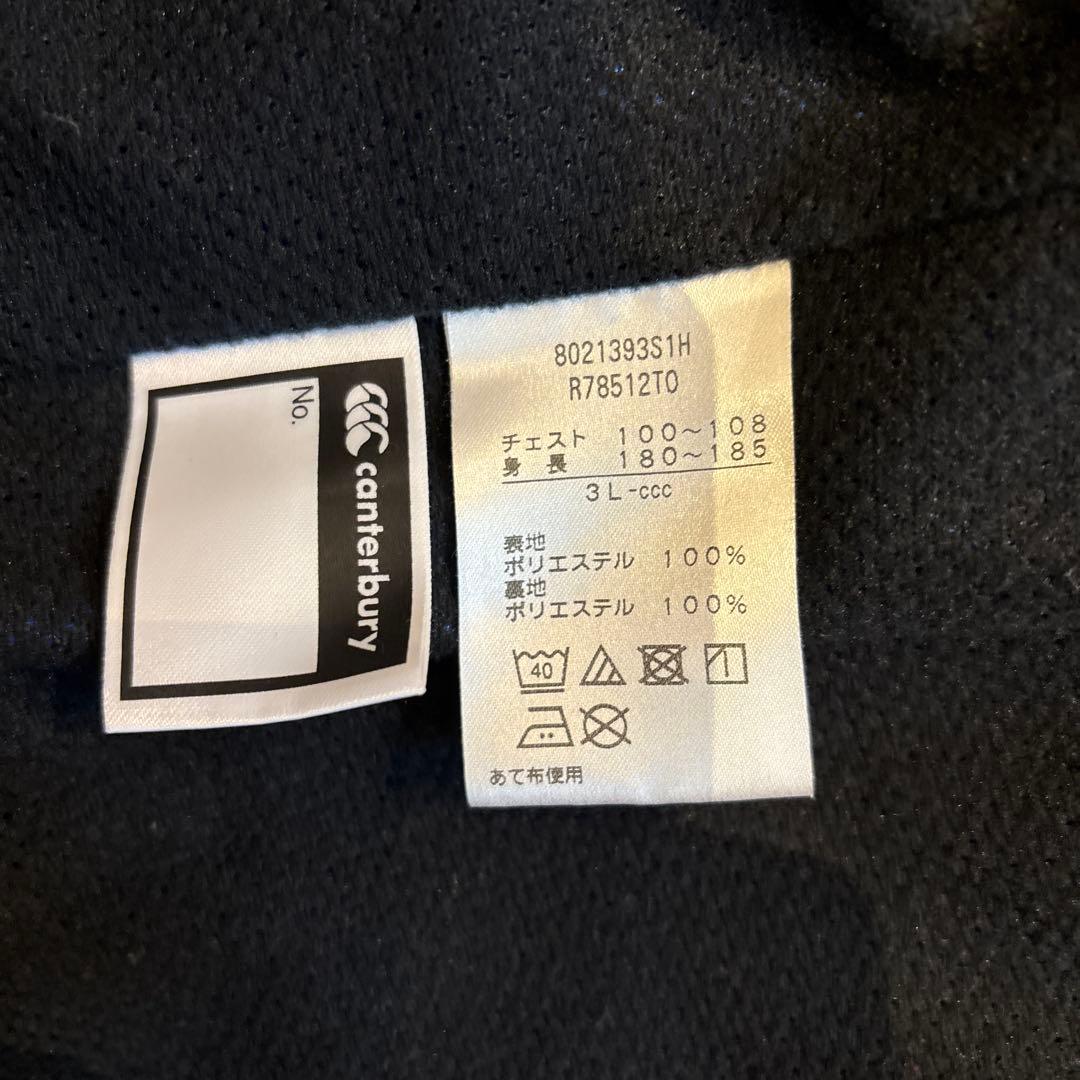 No.
canterbury
8021393S1H
R78512T0
チェスト 100～108
身長 180～185
3L-ccc
表地
ポリエステル 100%
裏地
ポリエステル 100%
40
あて布使用